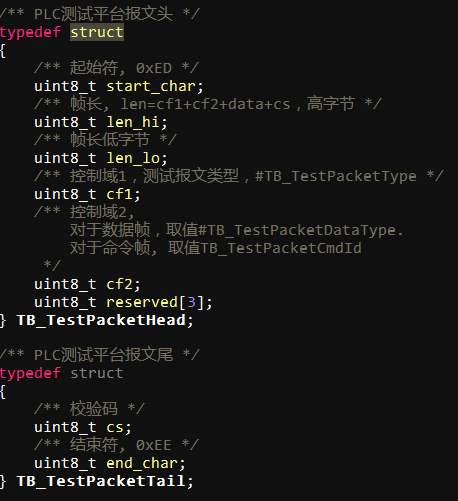 /** PLC测试平台报文头 */
typedef struct
{
/** 起始符, 0xED */
uint8_t start_char;
/** 帧长, len=cf1+cf2+data+cs，高字节 */
uint8_t len_hi;
/** 帧长低字节 */
uint8_t len_lo;
/** 控制域1，测试报文类型，#TB_TestPacketType */
uint8_t cf1;
/** 控制域2,
对于数据帧，取值#TB_TestPacketDataType.
对于命令帧, 取值TB_TestPacketCmdId
*/
uint8_t cf2;
uint8_t reserved[3];
} TB_TestPacketHead;
/** PLC测试平台报文尾 */
typedef struct
{
/** 校验码 */
uint8_t cs;
/** 结束符, 0xEE */
uint8_t end_char;
} TB_TestPacketTail;